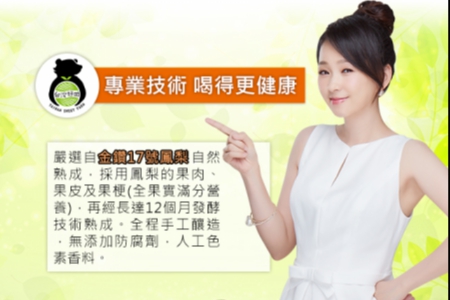 專業技術 喝得更健康
嚴選自金鑽17號鳳梨自然
熟成,採用鳳梨的果肉、
果皮及果梗(全果實滿分營
養),再經長達12個月發酵
技術熟成。全程手工釀造
,無添加防腐劑,人工色
素香料。